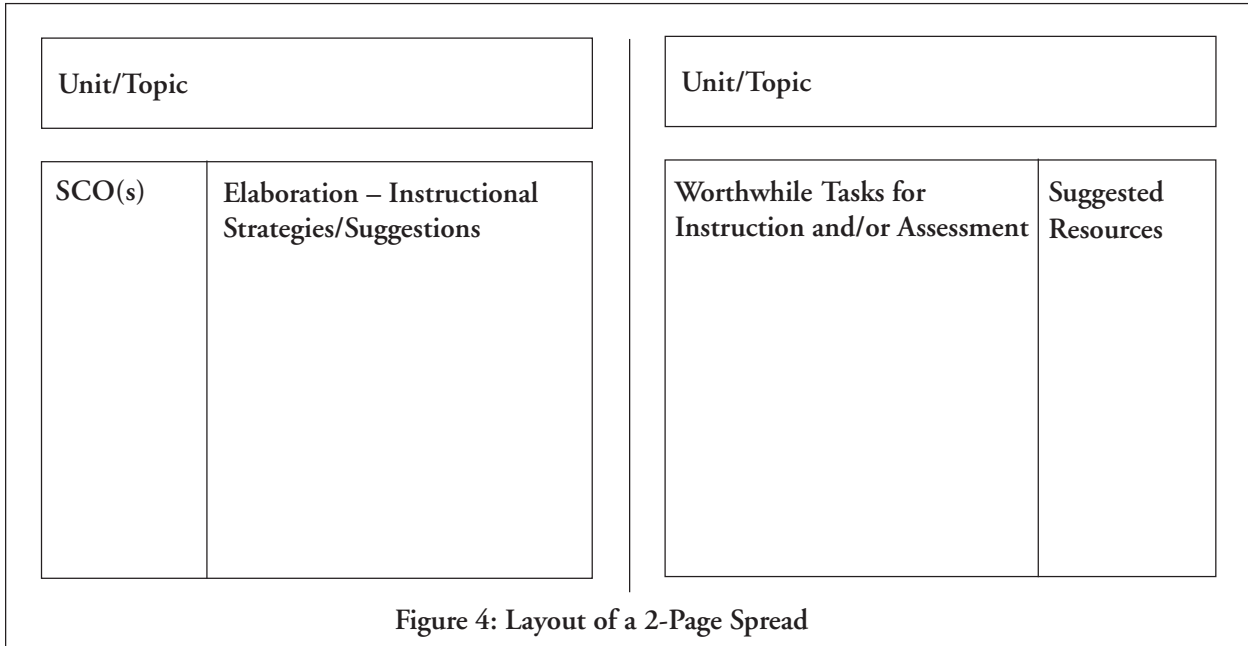 Unit/Topic
SCO(s)
Elaboration – Instructional
Strategies/Suggestions
Unit/Topic
Worthwhile Tasks for
Instruction and/or Assessment
Suggested
Resources
Figure 4: Layout of a 2-Page Spread